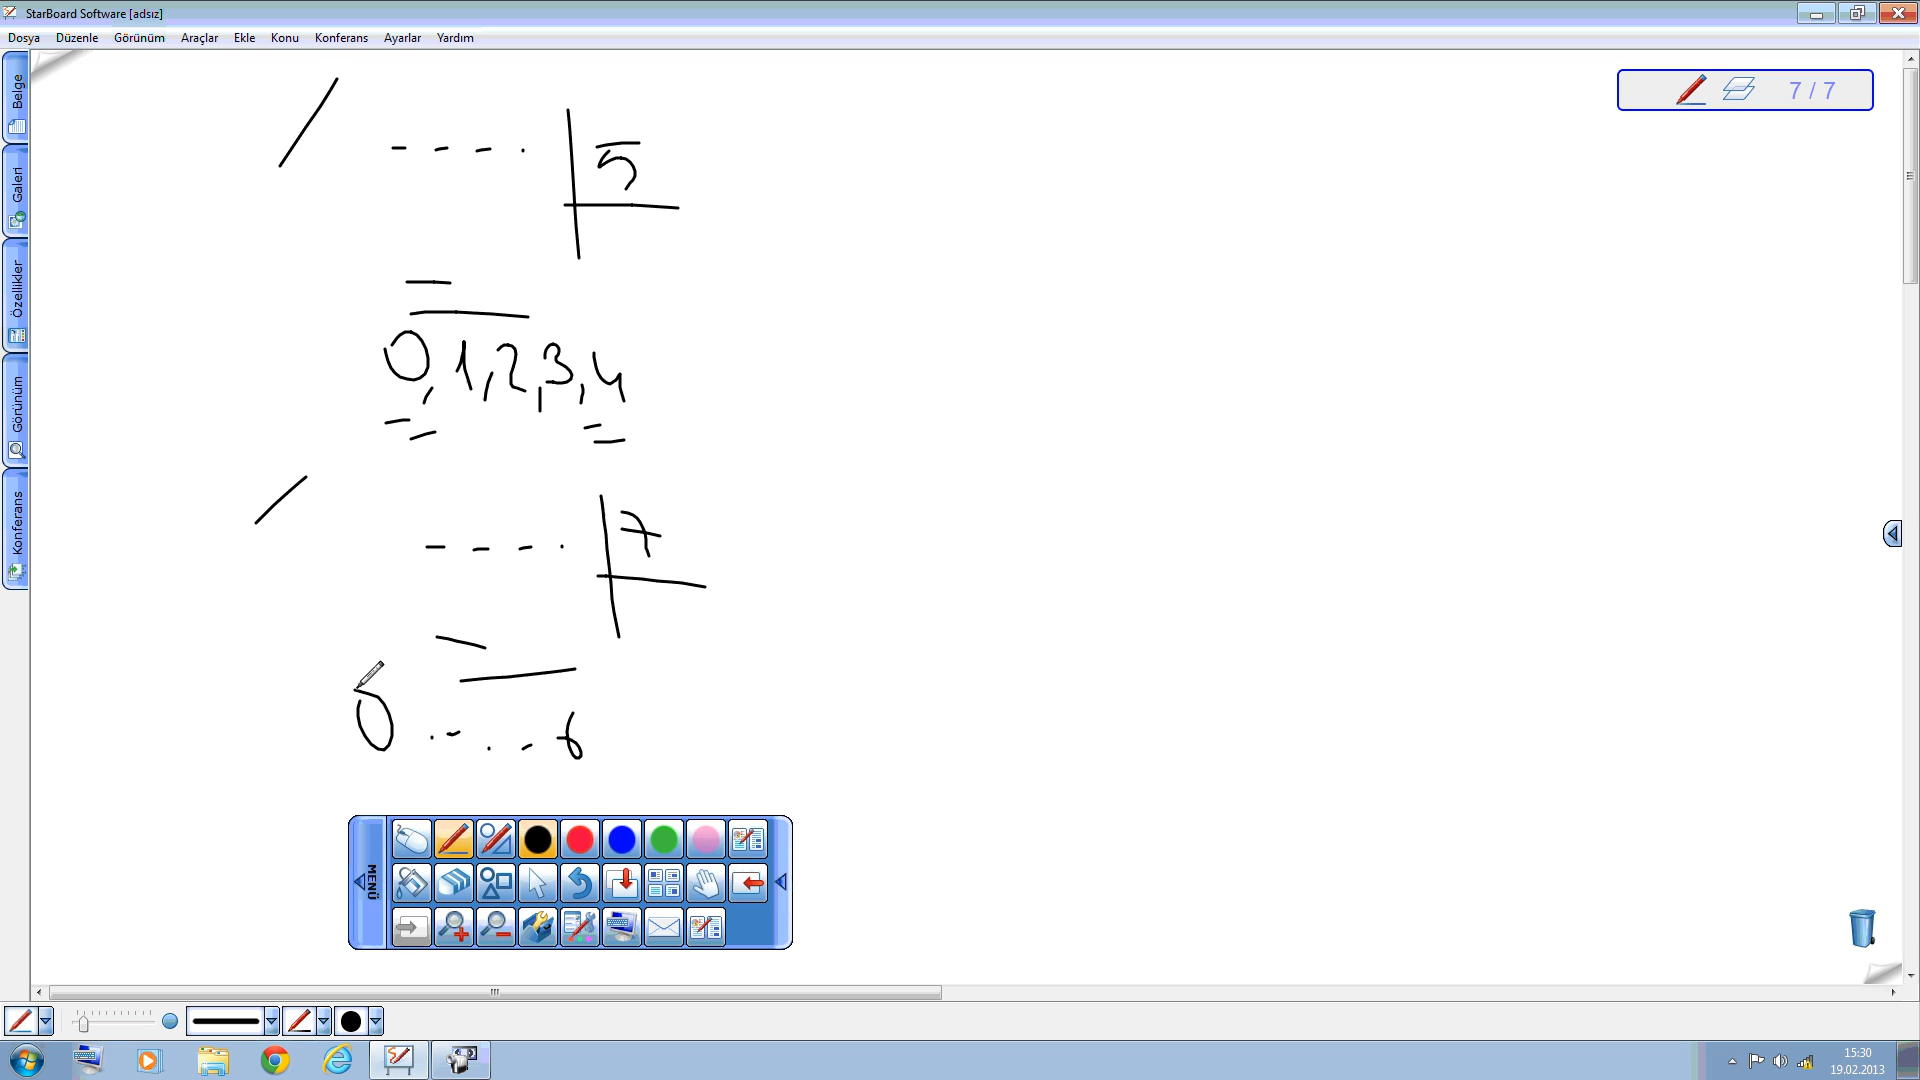 StarBoard Software [adsız]
Dosya Düzenle Görünüm Araçlar Ekle Konu Konferans Ayarlar Yardım
Belge
Galeri
Özellikler
Görünüm
Konferans
7 / 7
5
0, 1, 2, 3, 4
7
0 . - . - 6
MENÜ
15:30
19.02.2013